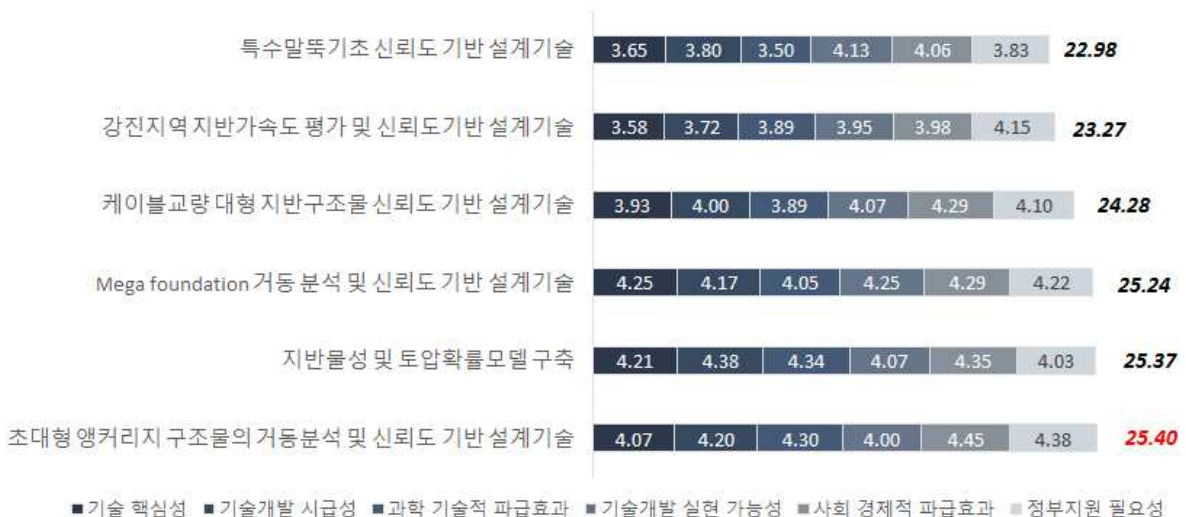 특수말뚝기초 신뢰도 기반 설계기술 3.65 3.80 3.50 4.13 4.06 3.83 22.98
강진지역 지반가속도 평가 및 신뢰도기반 설계기술 3.58 3.72 3.89 3.95 3.98 4.15 23.27
케이블교량 대형 지반구조물 신뢰도 기반 설계기술 3.93 4.00 3.89 4.07 4.29 4.10 24.28
Mega foundation 거동 분석 및 신뢰도 기반 설계기술 4.25 4.17 4.05 4.25 4.29 4.22 25.24
지반물성 및 토압확률모델 구축 4.21 4.38 4.34 4.07 4.35 4.03 25.37
초대형 앵커리지 구조물의 거동분석 및 신뢰도 기반 설계기술 4.07 4.20 4.30 4.00 4.45 4.38 25.40
기술 핵심성 기술개발 시급성 과학 기술적 파급효과 기술개발 실현 가능성 사회 경제적 파급효과 정부지원 필요성